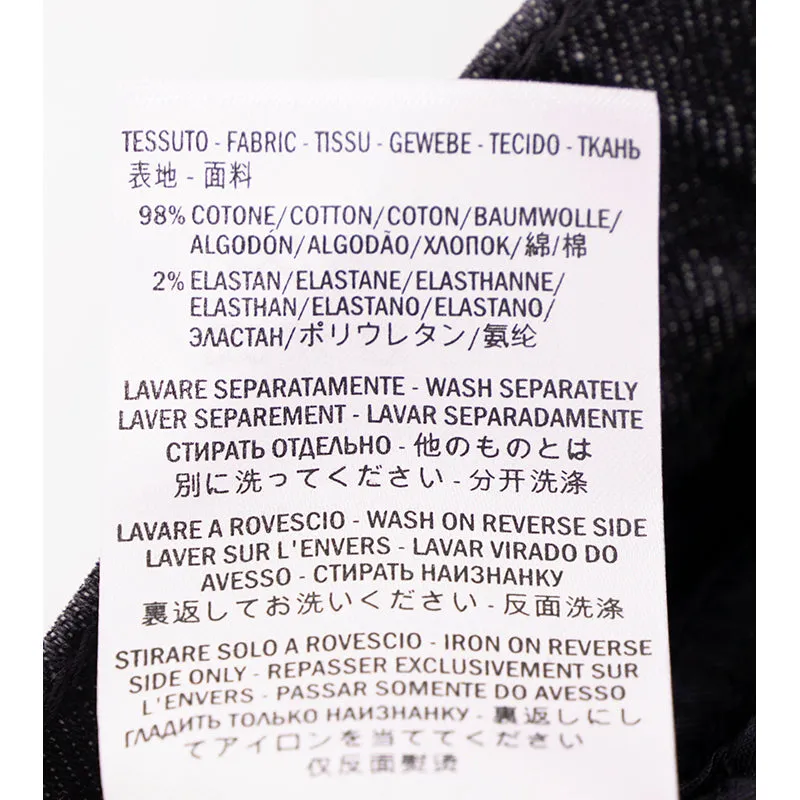 TESSUTO - FABRIC - TISSU - GEWEBE - TECIDO - ТКАНЬ
表地 - 面料
98% COTONE/COTTON/COTON/BAUMWOLLE/
ALGODÓN/ALGODÃO/ХЛОПОК/綿/棉
2% ELASTAN/ELASTANE/ELASTHANNE/
ELASTHAN/ELASTANO/ELASTANO/
ЭЛАСТАН/ポリウレタン/氨纶
LAVARE SEPARATAMENTE - WASH SEPARATELY
LAVER SEPAREMENT - LAVAR SEPARADAMENTE
СТИРАТЬ ОТДЕЛЬНО - 他のものとは
別に洗ってください - 分开洗涤
LAVARE A ROVESCIO - WASH ON REVERSE SIDE
LAVER SUR L'ENVERS - LAVAR VIRADO DO
AVESSO - СТИРАТЬ НАИЗНАНКУ
裏返してお洗いください - 反面洗涤
STIRARE SOLO A ROVESCIO - IRON ON REVERSE
SIDE ONLY - REPASSER EXCLUSIVEMENT SUR
L'ENVERS - PASSAR SOMENTE DO AVESSO
ГЛАДИТЬ ТОЛЬКО НАИЗНАНКУ - 裏返しにし
てアイロンを当ててください
仅反面熨烫